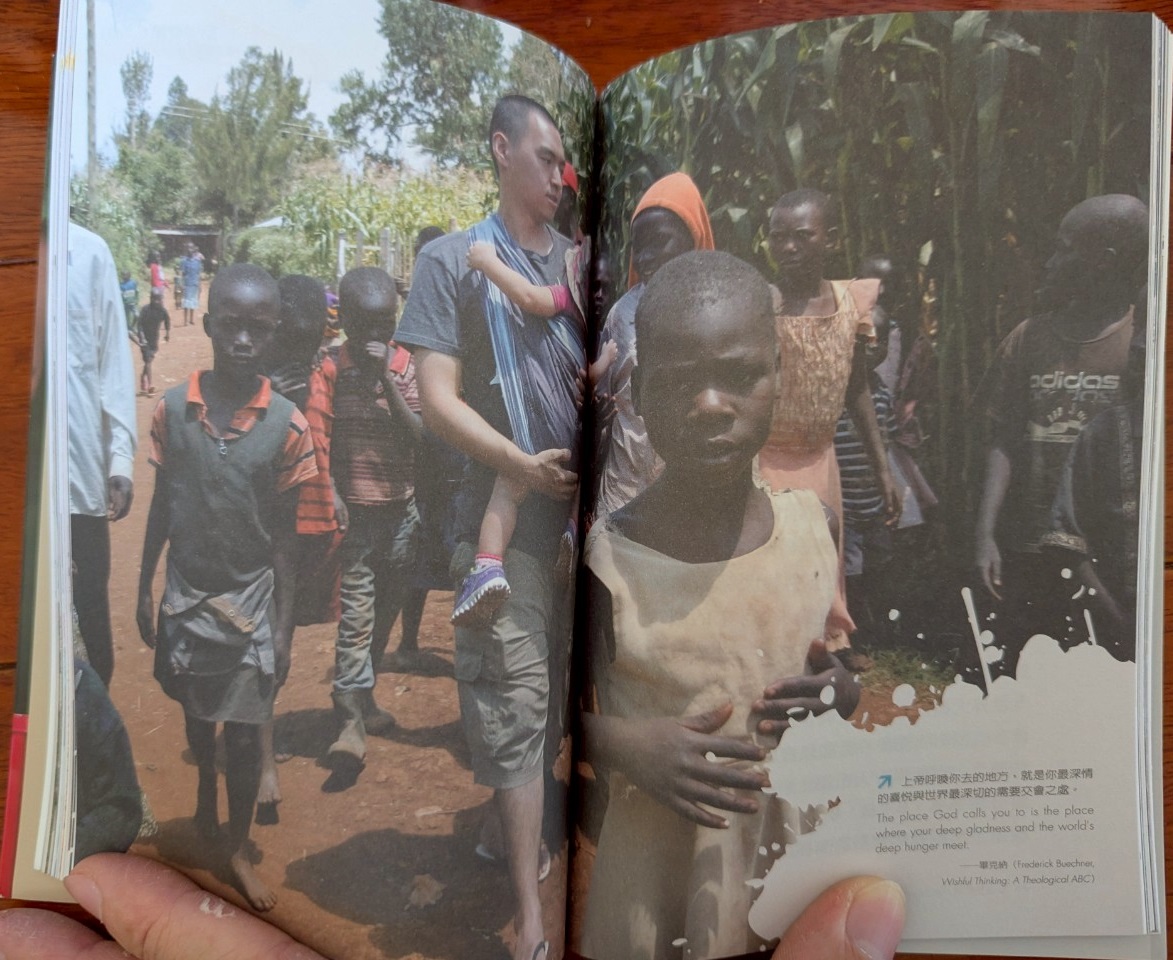 adidas
上帝呼喚你去的地方，就是你最深情
的喜悅與世界最深切的需要交會之處。
The place God calls you to is the place
where your deep gladness and the world's
deep hunger meet.
——畢克納（Frederick Buechner,
Wishful Thinking: A Theological ABC）